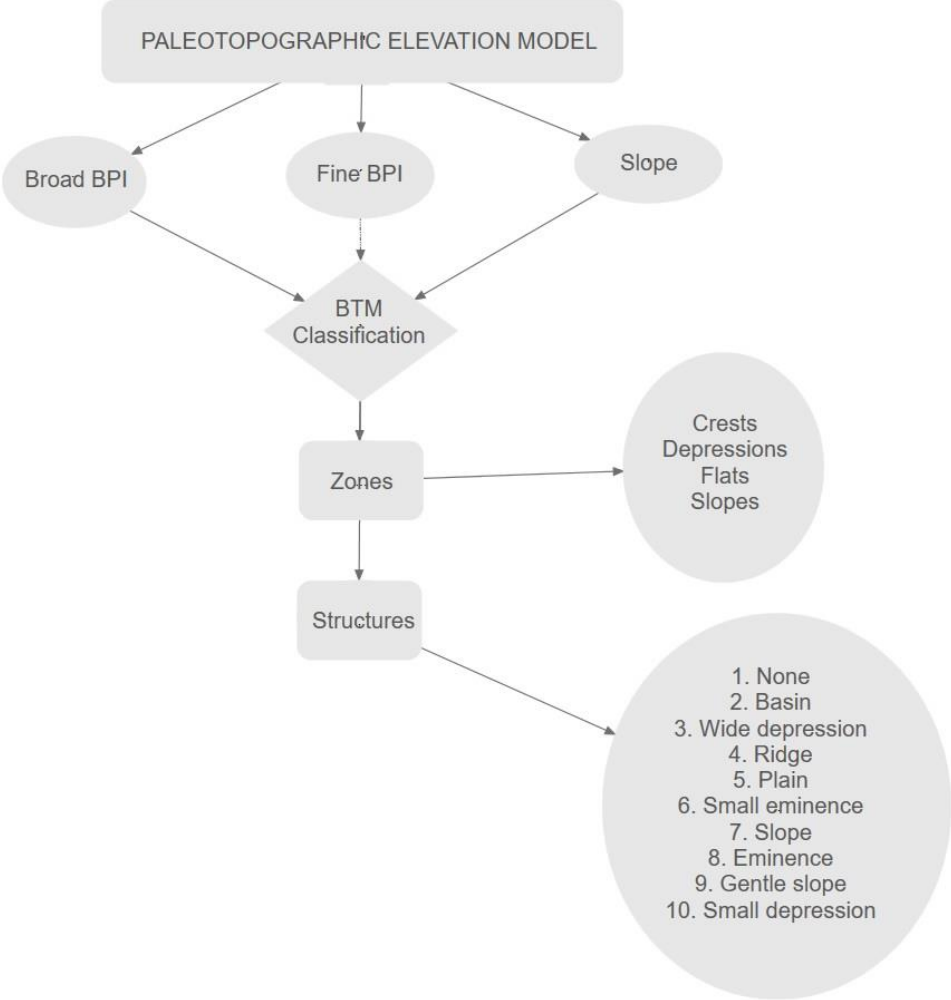 PALEOTOPOGRAPHIC ELEVATION MODEL
Broad BPI
Fine BPI
Slope
BTM
Classification
Zones
Crests
Depressions
Flats
Slopes
Structures
1. None
2. Basin
3. Wide depression
4. Ridge
5. Plain
6. Small eminence
7. Slope
8. Eminence
9. Gentle slope
10. Small depression